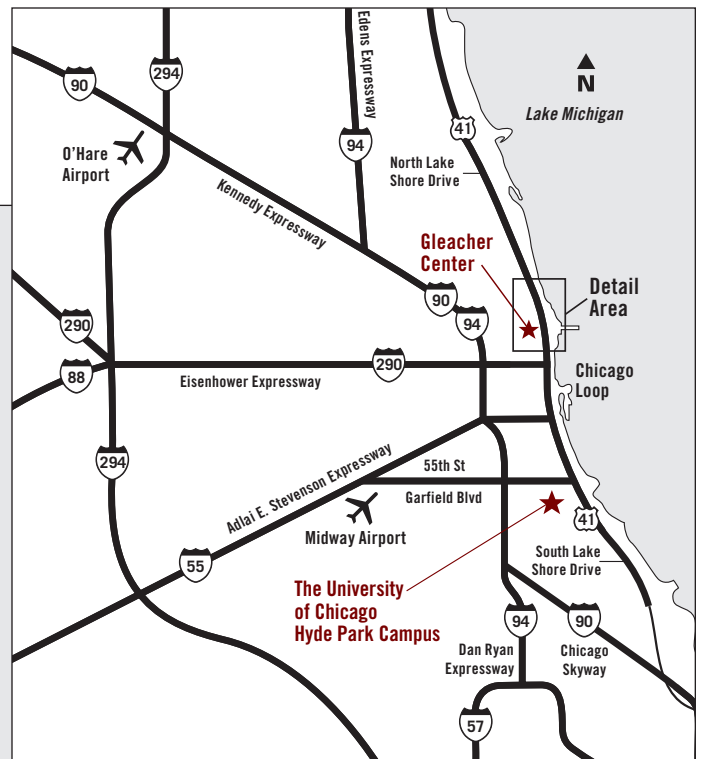 Edens Expressway
294
90
N
Lake Michigan
41
94
O'Hare
Airport
North Lake
Shore Drive
Kennedy Expressway
Gleacher
Center
Detail
Area
90
94
290
88
290
Eisenhower Expressway
Chicago
Loop
294
Adlai E. Stevenson Expressway
55th St
Garfield Blvd
Midway Airport
41
South Lake
Shore Drive
55
The University
of Chicago
Hyde Park Campus
94
90
Dan Ryan
Expressway
Chicago
Skyway
57